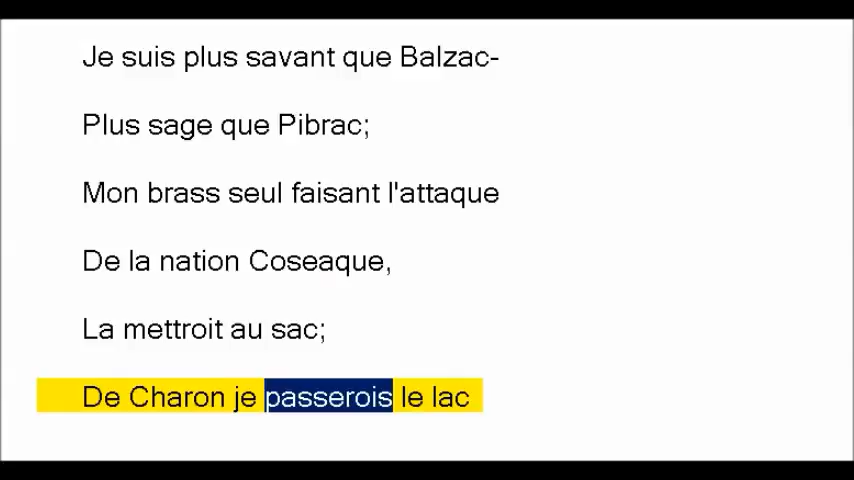 Je suis plus savant que Balzac-
Plus sage que Pibrac;
Mon brass seul faisant l'attaque
De la nation Coseaque,
La mettroit au sac;
De Charon je passerois le lac